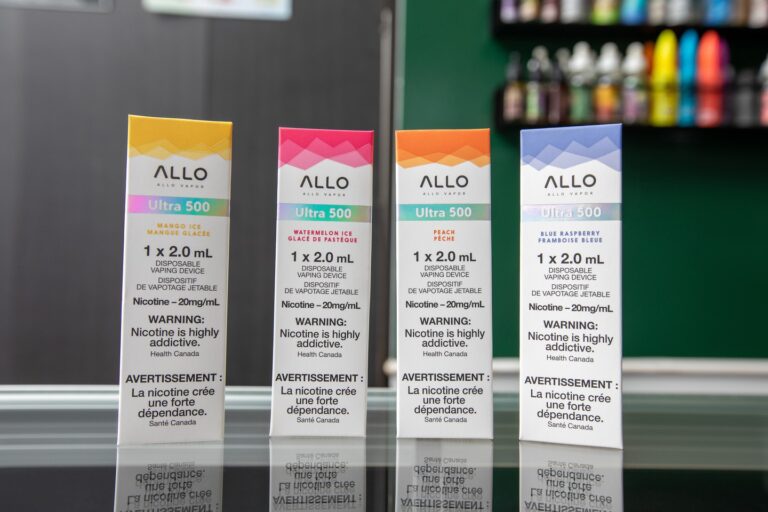 ALLO
ALLO VAPOR
Ultra 500
MANGO ICE
MANGUE GLACÉE
1 x 2.0 mL
DISPOSABLE
VAPING DEVICE
DISPOSITIF
DE VAPOTAGE JETABLE
Nicotine – 20mg/mL
WARNING:
Nicotine is highly
addictive.
Health Canada
AVERTISSEMENT :
La nicotine crée
une forte
dépendance.
Santé Canada
ALLO
ALLO VAPOR
Ultra 500
WATERMELON ICE
GLACÉ DE PASTÈQUE
1 x 2.0 mL
DISPOSABLE
VAPING DEVICE
DISPOSITIF
DE VAPOTAGE JETABLE
Nicotine – 20mg/mL
WARNING:
Nicotine is highly
addictive.
Health Canada
AVERTISSEMENT :
La nicotine crée
une forte
dépendance.
Santé Canada
ALLO
ALLO VAPOR
Ultra 500
PEACH
PÊCHE
1 x 2.0 mL
DISPOSABLE
VAPING DEVICE
DISPOSITIF
DE VAPOTAGE JETABLE
Nicotine – 20mg/mL
WARNING:
Nicotine is highly
addictive.
Health Canada
AVERTISSEMENT :
La nicotine crée
une forte
dépendance.
Santé Canada
ALLO
ALLO VAPOR
Ultra 500
BLUE RASPBERRY
FRAMBOISE BLEUE
1 x 2.0 mL
DISPOSABLE
VAPING DEVICE
DISPOSITIF
DE VAPOTAGE JETABLE
Nicotine – 20mg/mL
WARNING:
Nicotine is highly
addictive.
Health Canada
AVERTISSEMENT :
La nicotine crée
une forte
dépendance.
Santé Canada